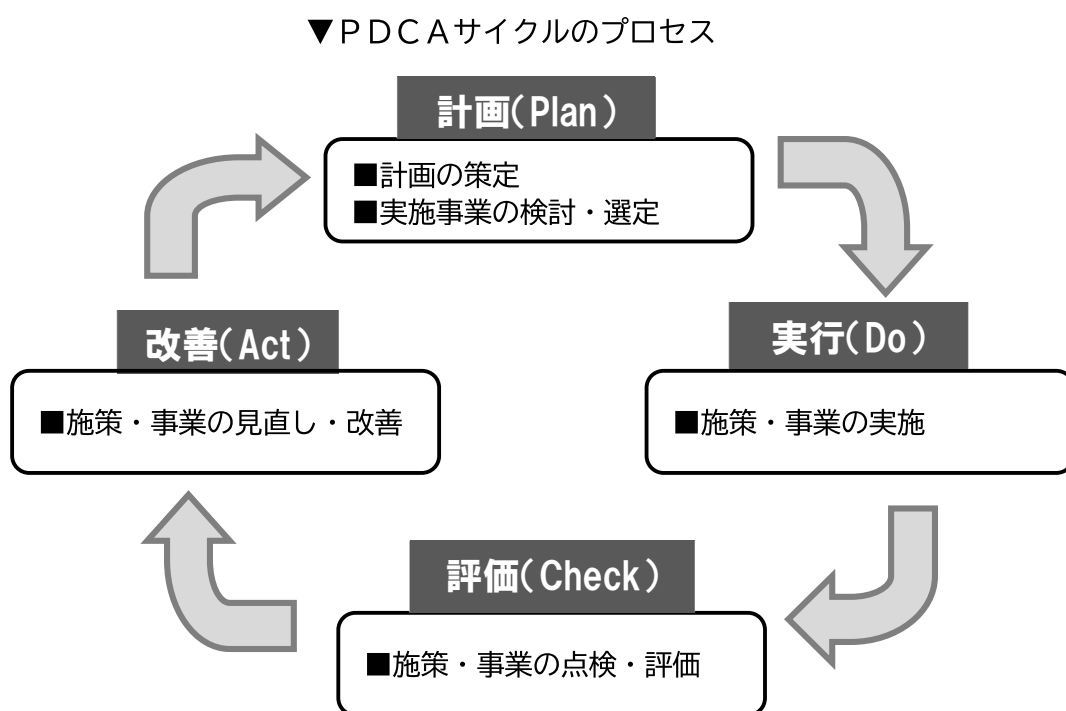 ▼ＰＤＣＡサイクルのプロセス
計画(Plan)
■計画の策定
■実施事業の検討・選定
実行(Do)
■施策・事業の実施
評価(Check)
■施策・事業の点検・評価
改善(Act)
■施策・事業の見直し・改善